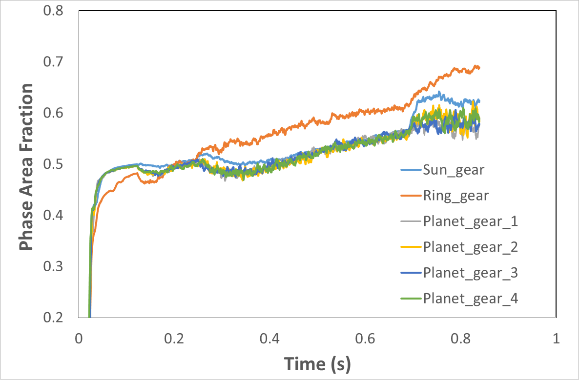 0.8
0.7
0.6
0.5
0.4
0.3
0.2
Phase Area Fraction
Sun_gear
Ring_gear
Planet_gear_1
Planet_gear_2
Planet_gear_3
Planet_gear_4
0 0.2 0.4 0.6 0.8 1
Time (s)